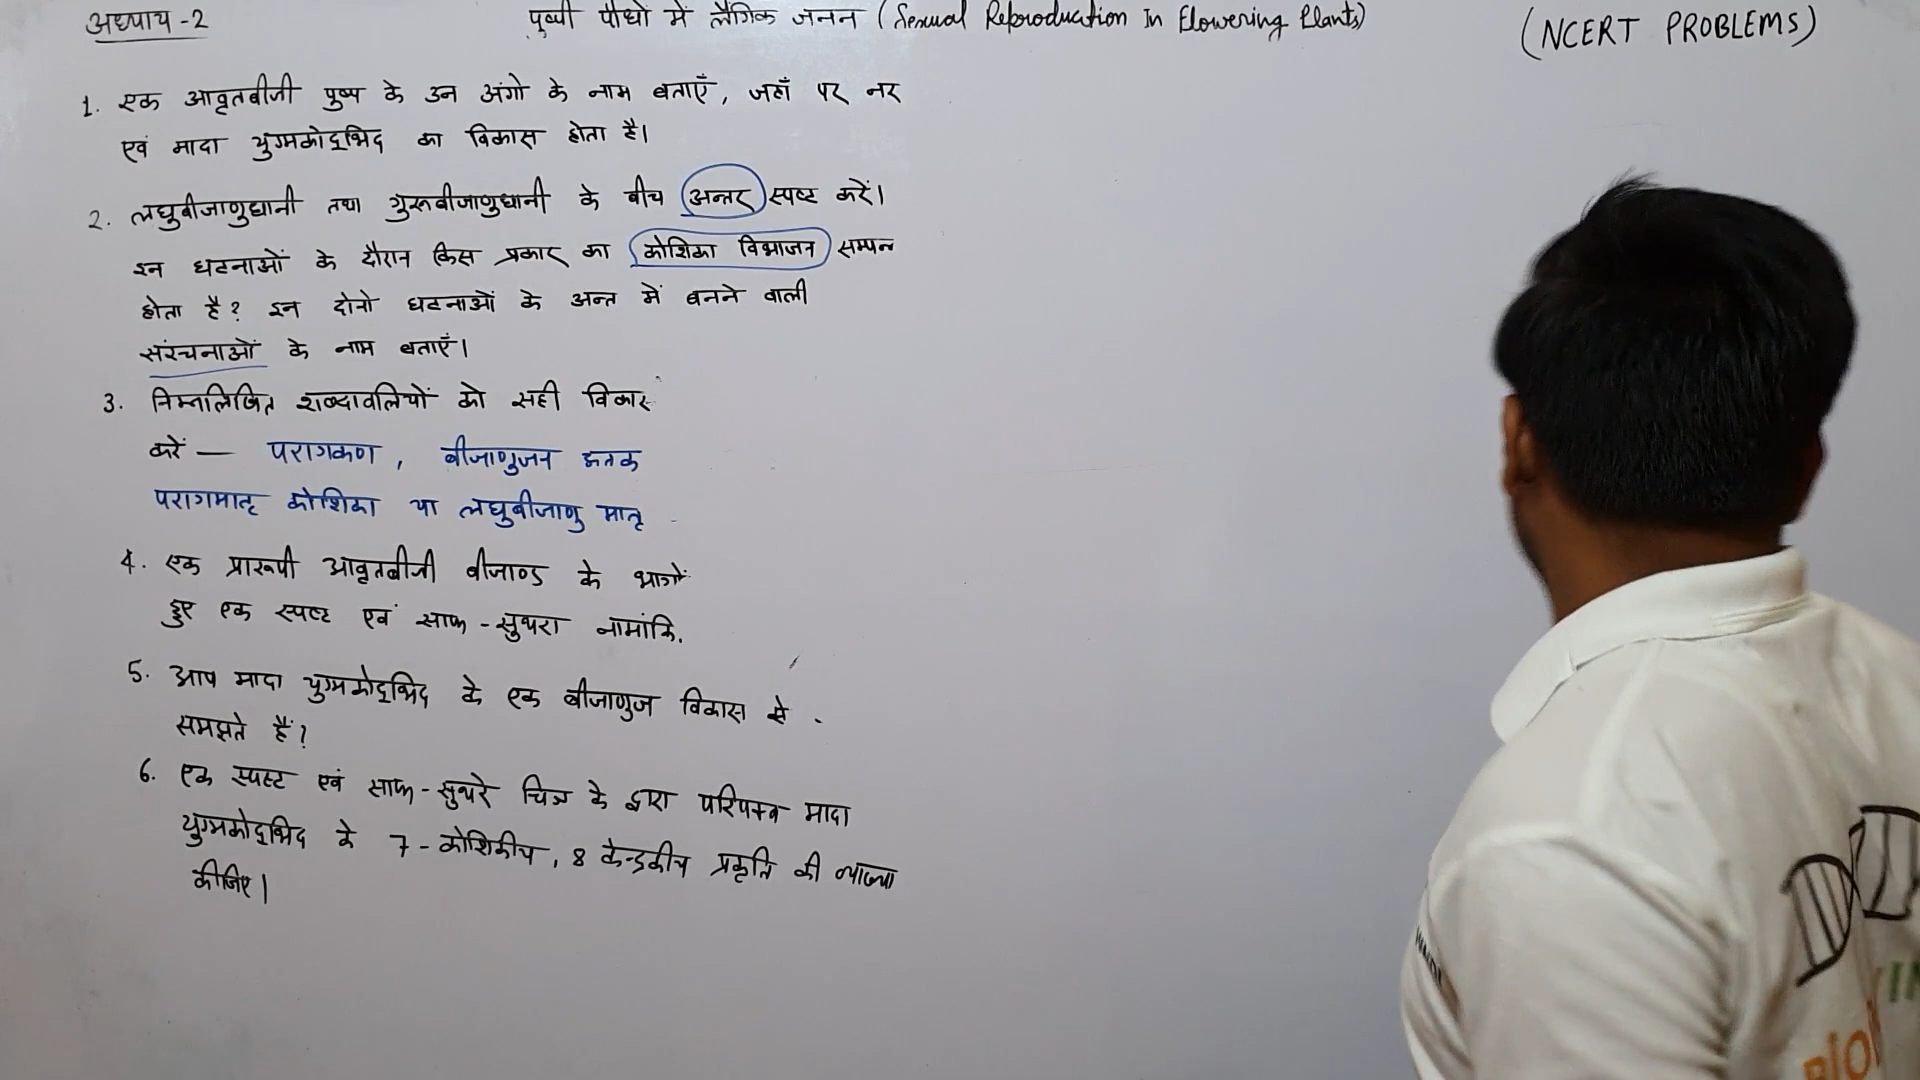 अध्याय -2
पुष्पी पौधों में लैंगिक जनन (Sexual Reproduction In Flowering Plants)
(NCERT PROBLEMS)
1. एक आवृतबीजी पुष्प के उन अंगो के नाम बताएँ, जहाँ पर नर
एवं मादा युग्मकोद्भिद का विकास होता है।
2. लघुबीजाणुधानी तथा गुरूबीजाणुधानी के बीच अन्तर स्पष्ट करें।
इन घटनाओं के दौरान किस प्रकार का कोशिका विभाजन सम्पन्न
होता है? इन दोनो घटनाओं के अन्त में बनने वाली
संरचनाओं के नाम बताएँ।
3. निम्नलिखित शब्दावलियों को सही विकास
करें — परागकण, बीजाणुजन ऊतक
परागमातृ कोशिका या लघुबीजाणु मातृ
4. एक प्रारूपी आवृतबीजी बीजाण्ड के भागों
हुए एक स्पष्ट एवं साफ-सुथरा नामांकि
5. आप मादा युग्मकोद्भिद के एक बीजाणुज विकास से
समझते हैं?
6. एक स्पस्ट एवं साफ-सुथरे चित्र के द्वारा परिपक्व मादा
युग्मकोद्भिद के 7-कोशिकीय, 8 केन्द्रकीय प्रकृति की व्याख्या
कीजिए।